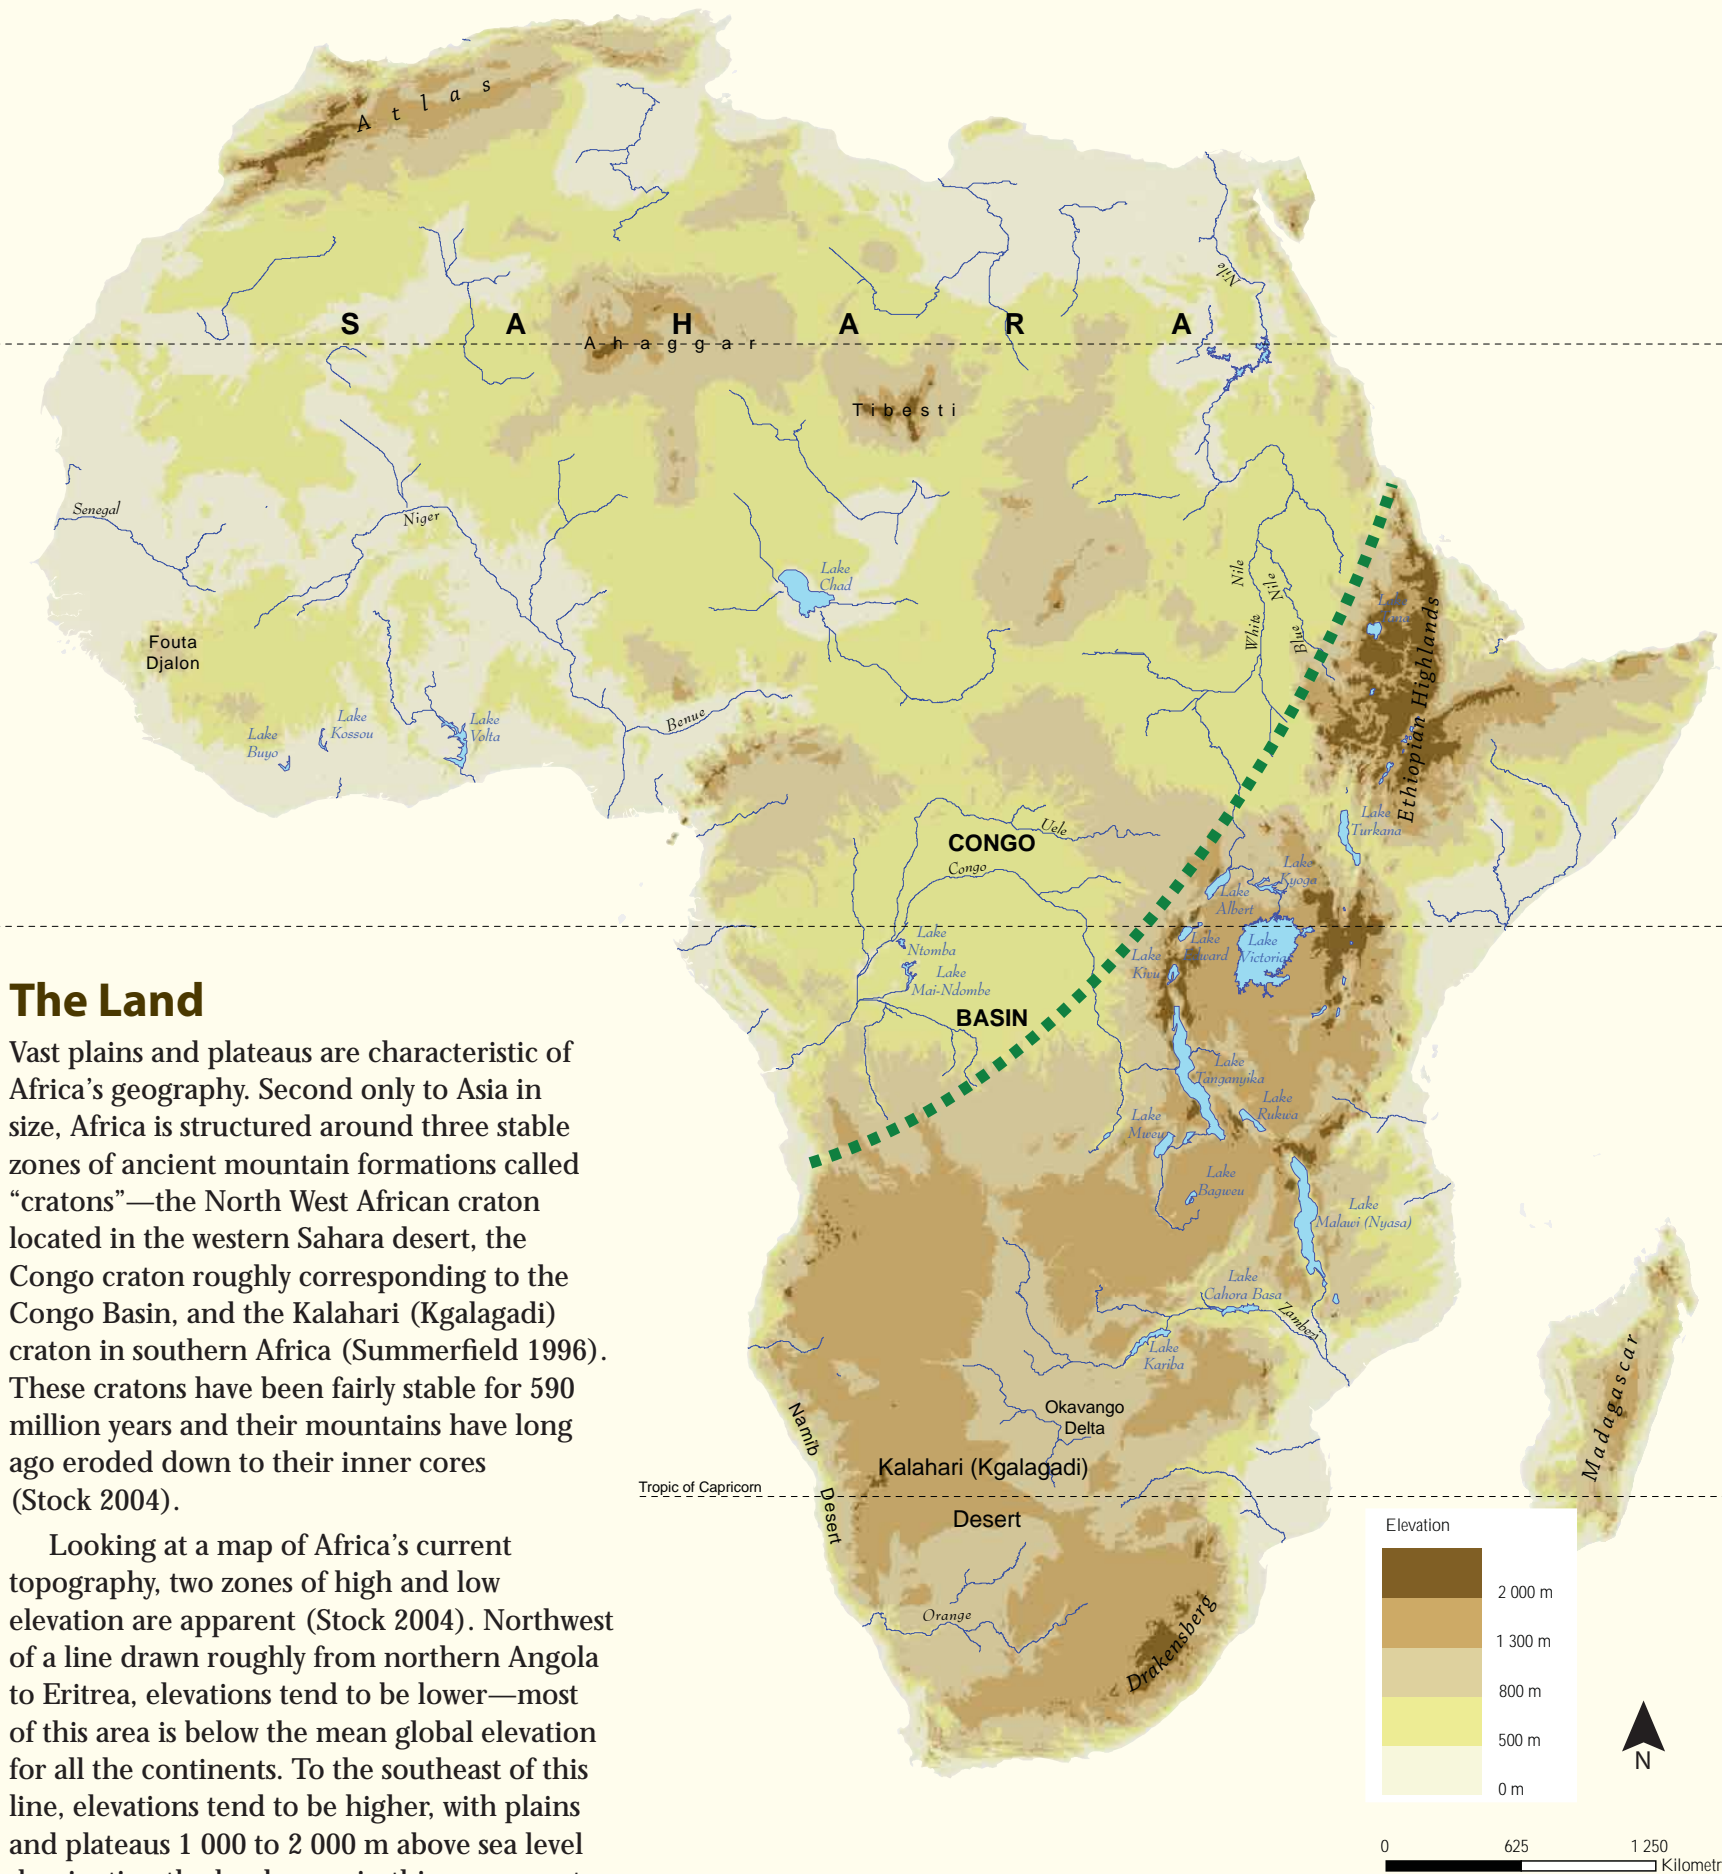 Atlas
SAHARA
Ahaggar
Tibesti
Nile
Senegal
Niger
Lake
Chad
Nile
Nile
White
Blue
Lake
Ethiopian Highlands
Fouta
Djalon
Lake
Buyo
Lake
Kossou
Lake
Volta
Benue
Lake
Turkana
Uele
CONGO
Congo
Lake
Kyoga
Lake
Albert
Lake
Ntomba
Lake
Mai-Ndombe
Lake
Edward
Lake
Victoria
Lake
Kivu
BASIN
Lake
Tanganyika
Lake
Rukwa
Lake
Mweu
Lake
Bagweu
Lake
Malawi (Nyasa)
Lake
Cahora Basa
Zambezi
Lake
Kariba
Okavango
Delta
Namib Desert
Kalahari (Kgalagadi)
Desert
Tropic of Capricorn
Orange
Drakensberg
Madagascar
The Land
Vast plains and plateaus are characteristic of
Africa’s geography. Second only to Asia in
size, Africa is structured around three stable
zones of ancient mountain formations called
“cratons”—the North West African craton
located in the western Sahara desert, the
Congo craton roughly corresponding to the
Congo Basin, and the Kalahari (Kgalagadi)
craton in southern Africa (Summerfield 1996).
These cratons have been fairly stable for 590
million years and their mountains have long
ago eroded down to their inner cores
(Stock 2004).
Looking at a map of Africa’s current
topography, two zones of high and low
elevation are apparent (Stock 2004). Northwest
of a line drawn roughly from northern Angola
to Eritrea, elevations tend to be lower—most
of this area is below the mean global elevation
for all the continents. To the southeast of this
line, elevations tend to be higher, with plains
and plateaus 1 000 to 2 000 m above sea level
Elevation
2 000 m
1 300 m
800 m
500 m
0 m
N
0 625 1 250
Kilometr